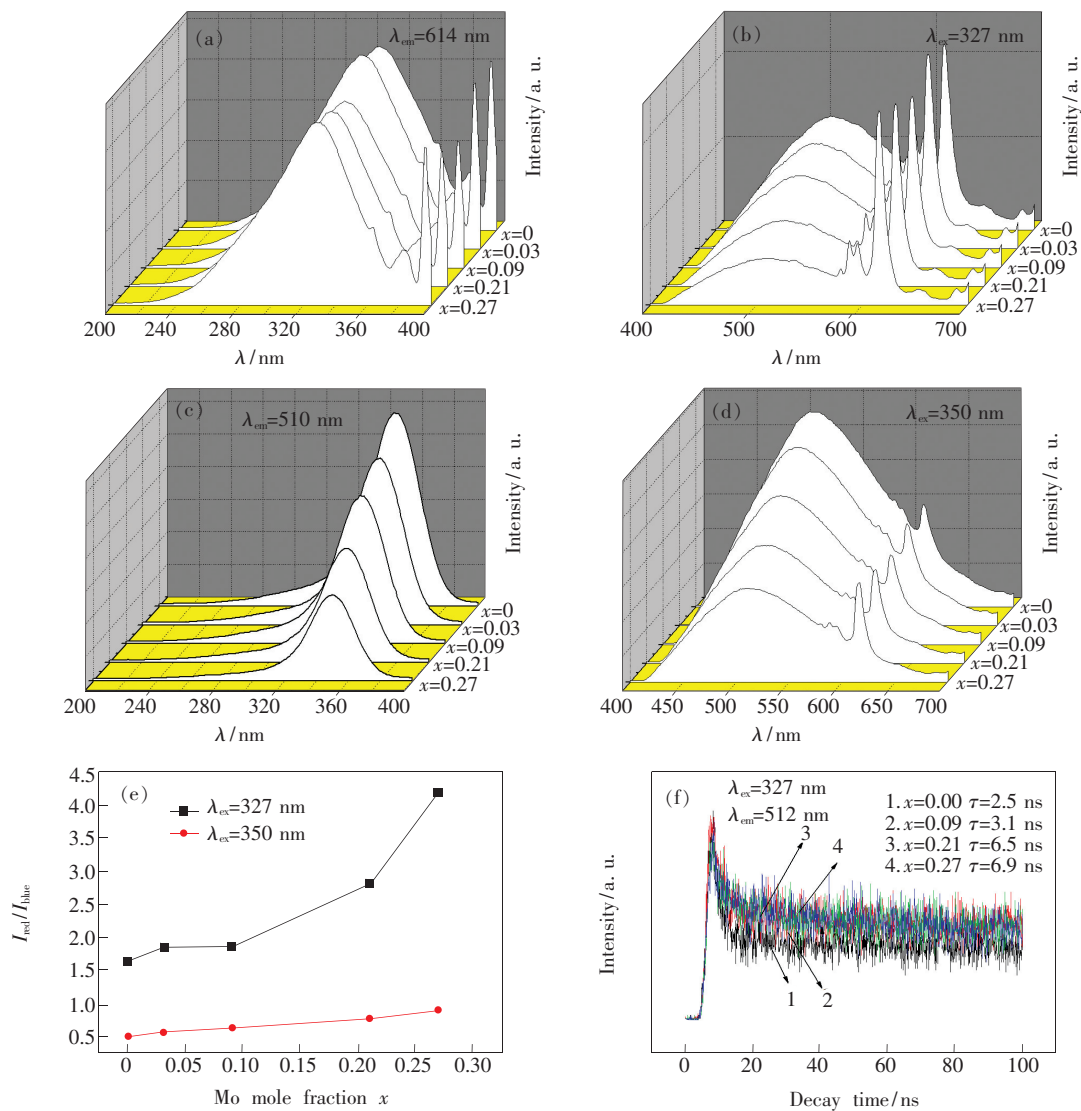 (a) λem=614 nm
Intensity/a. u.
x=0
x=0.03
x=0.09
x=0.21
x=0.27
200 240 280 320 360 400
λ/nm
(b) λex=327 nm
Intensity/a. u.
x=0
x=0.03
x=0.09
x=0.21
x=0.27
400 500 600 700
λ/nm
(c)
λem=510 nm
Intensity/a. u.
x=0
x=0.03
x=0.09
x=0.21
x=0.27
200 240 280 320 360 400
λ/nm
(d)
λex=350 nm
Intensity/a. u.
x=0
x=0.03
x=0.09
x=0.21
x=0.27
400 450 500 550 600 650 700
λ/nm
(e)
λex=327 nm
λex=350 nm
4.5
4.0
3.5
3.0
2.5
2.0
1.5
1.0
0.5
Ired/Iblue
0 0.05 0.10 0.15 0.20 0.25 0.30
Mo mole fraction x
(f)
λex=327 nm
λem=512 nm
1. x=0.00 τ=2.5 ns
2. x=0.09 τ=3.1 ns
3. x=0.21 τ=6.5 ns
4. x=0.27 τ=6.9 ns
3
4
1
2
Intensity/a. u.
0 20 40 60 80 100
Decay time/ns